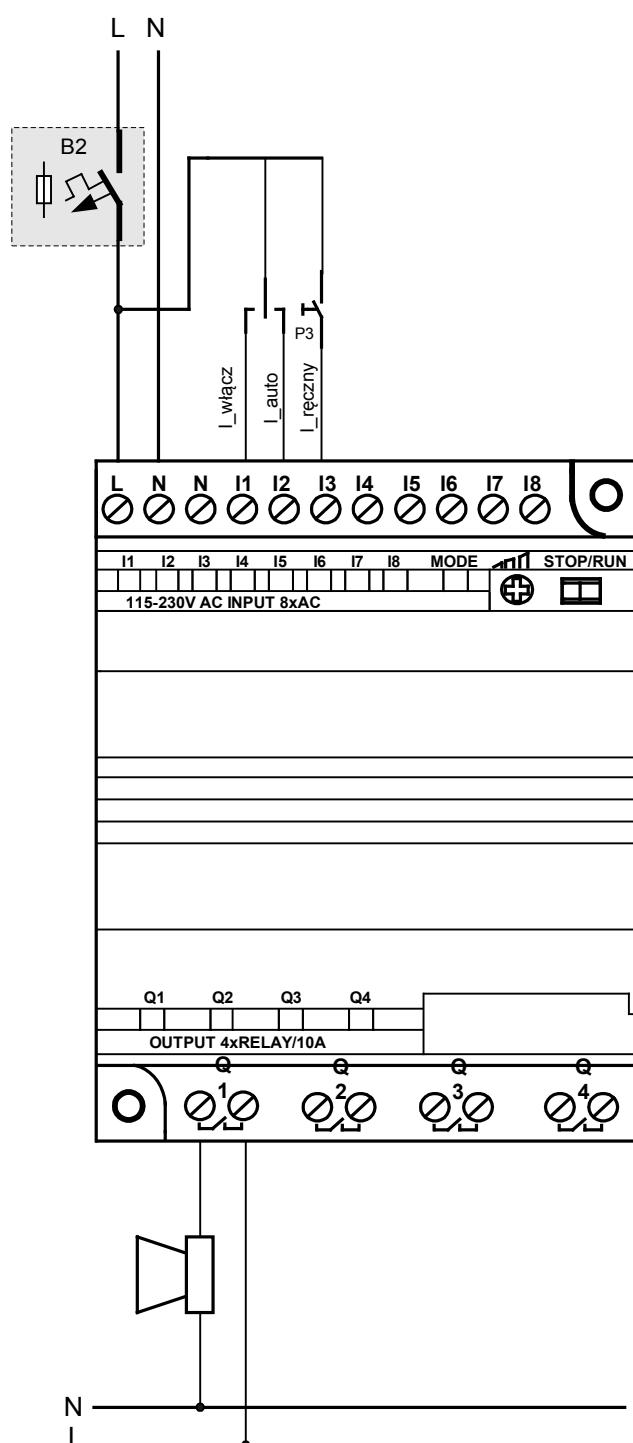 L N
B2
P3
I_włącz
I_auto
I_ręczny
L N N I1 I2 I3 I4 I5 I6 I7 I8
I1 I2 I3 I4 I5 I6 I7 I8 MODE STOP/RUN
115-230V AC INPUT 8xAC
Q1 Q2 Q3 Q4
OUTPUT 4xRELAY/10A
Q Q Q Q
1 2 3 4
N
L